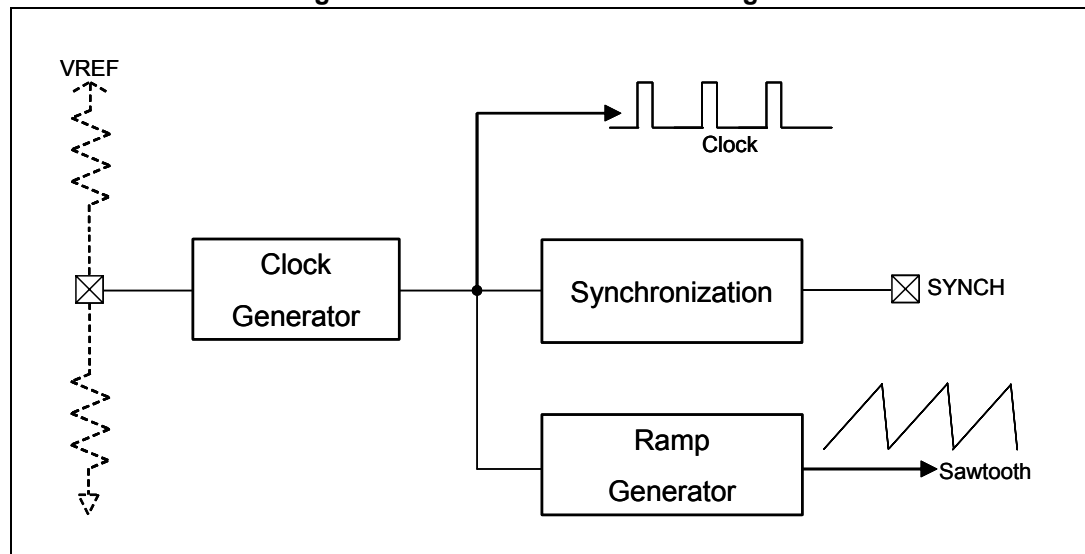 VREF
Clock
Clock
Generator
Synchronization
SYNCH
Ramp
Generator
Sawtooth